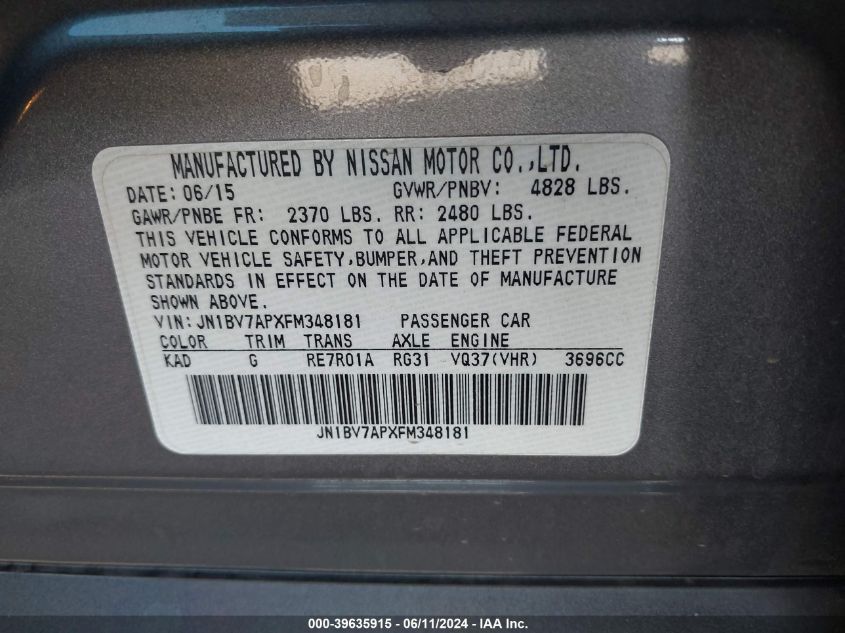 MANUFACTURED BY NISSAN MOTOR CO.,LTD.
DATE: 06/15 GVWR/PNBV: 4828 LBS.
GAWR/PNBE FR: 2370 LBS. RR: 2480 LBS.
THIS VEHICLE CONFORMS TO ALL APPLICABLE FEDERAL
MOTOR VEHICLE SAFETY,BUMPER,AND THEFT PREVENTION
STANDARDS IN EFFECT ON THE DATE OF MANUFACTURE
SHOWN ABOVE.
VIN: JN1BV7APXFM348181 PASSENGER CAR
COLOR TRIM TRANS AXLE ENGINE
KAD G RE7R01A RG31 VQ37(VHR) 3696CC
JN1BV7APXFM348181
000-39635915 - 06/11/2024 - IAA Inc.